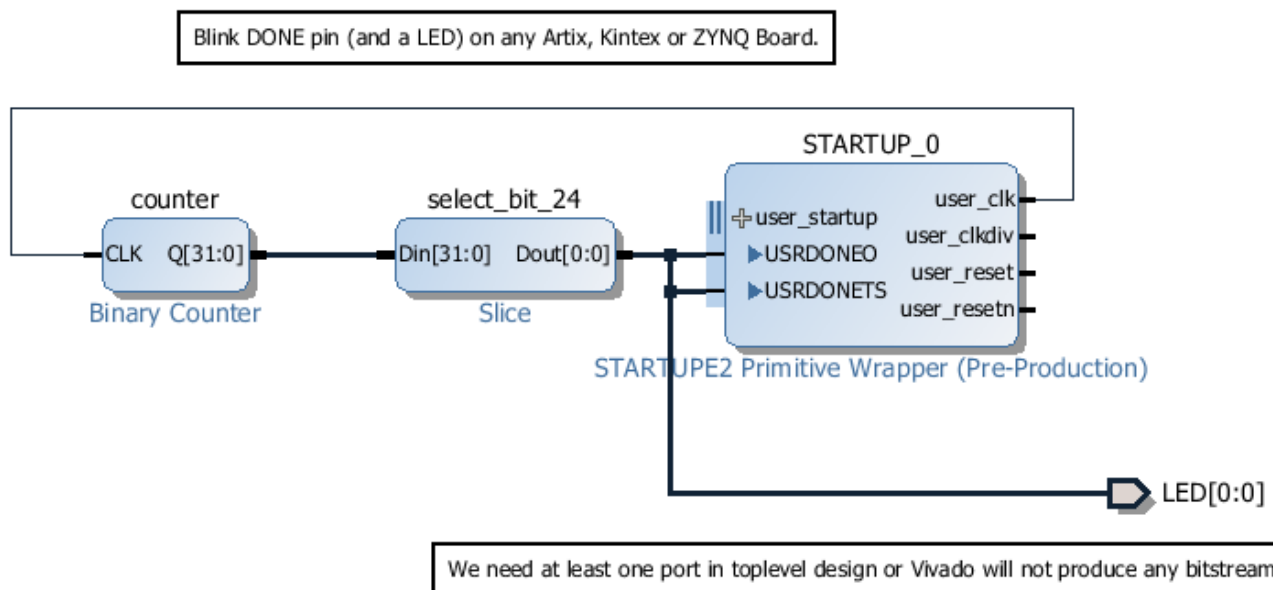 Blink DONE pin (and a LED) on any Artix, Kintex or ZYNQ Board.
STARTUP_0
counter
select_bit_24
user_clk
user_startup
user_clkdiv
CLK Q[31:0]
Din[31:0] Dout[0:0]
USRDONEO
user_reset
USRDONETS
user_resetn
Binary Counter
Slice
STARTUPE2 Primitive Wrapper (Pre-Production)
LED[0:0]
We need at least one port in toplevel design or Vivado will not produce any bitstream